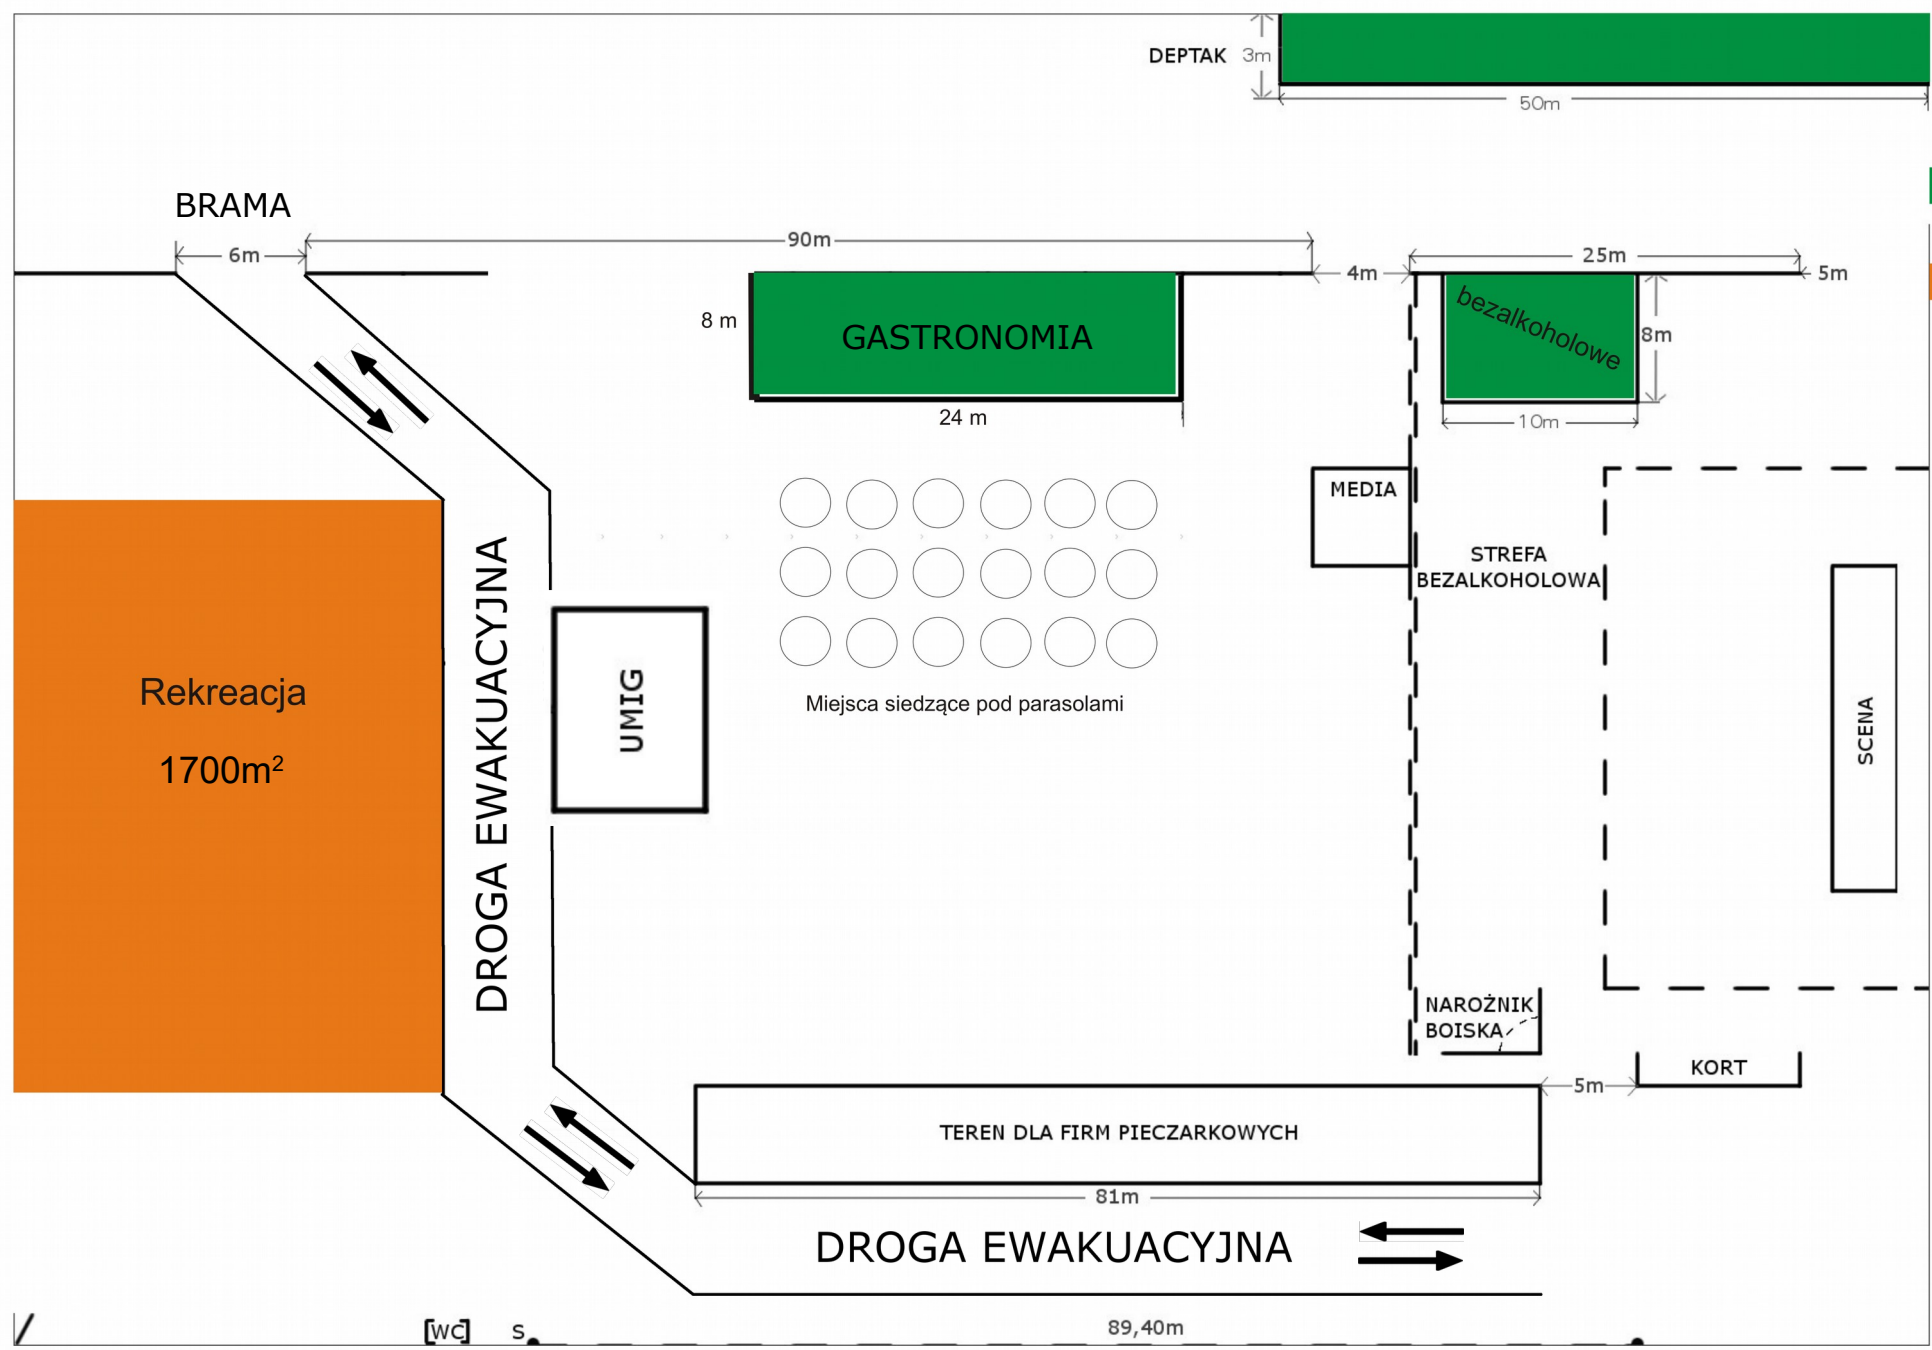 DEPTAK
3m
50m
BRAMA
6m
90m
4m
25m
5m
8 m
GASTRONOMIA
24 m
bezalkoholowe
8m
10m
MEDIA
STREFA
BEZALKOHOLOWA
Rekreacja
1700m²
DROGA EWAKUACYJNA
UMIG
Miejsca siedzące pod parasolami
SCENA
NAROŻNIK
BOISKA
KORT
5m
TEREN DLA FIRM PIECZARKOWYCH
81m
DROGA EWAKUACYJNA
WC
S
89,40m